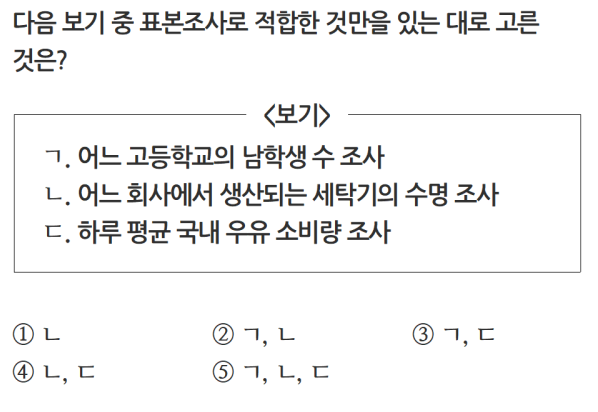 다음 보기 중 표본조사로 적합한 것만을 있는 대로 고른
것은?
<보기>
ㄱ. 어느 고등학교의 남학생 수 조사
ㄴ. 어느 회사에서 생산되는 세탁기의 수명 조사
ㄷ. 하루 평균 국내 우유 소비량 조사
① ㄴ ② ㄱ, ㄴ ③ ㄱ, ㄷ
④ ㄴ, ㄷ ⑤ ㄱ, ㄴ, ㄷ